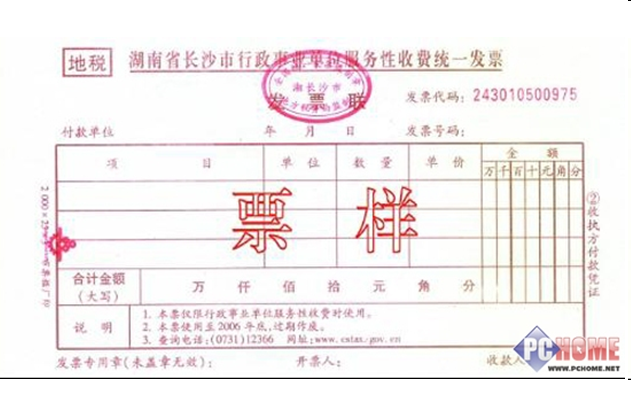 地税 湖南省长沙市行政事业单位服务性收费统一发票
湘长沙市
发票联
发票代码：243010500975
付款单位 年 月 日 发票号码：
项 目 单位 数量 单价 金额
万 千 百 十 元 角 分
票样
合计金额
（大写） 万 仟 佰 拾 元 角 分
说明
1. 本票仅限行政事业单位服务性收费时使用。
2. 本票使用至2006年底，过期作废。
3. 查询电话：(0731)12366 网址：www.cstax.gov.cn
发票专用章(未盖章无效)： 开票人： 收款人
②收执方付款凭证
PCHOME
WWW.PCHOME.NET